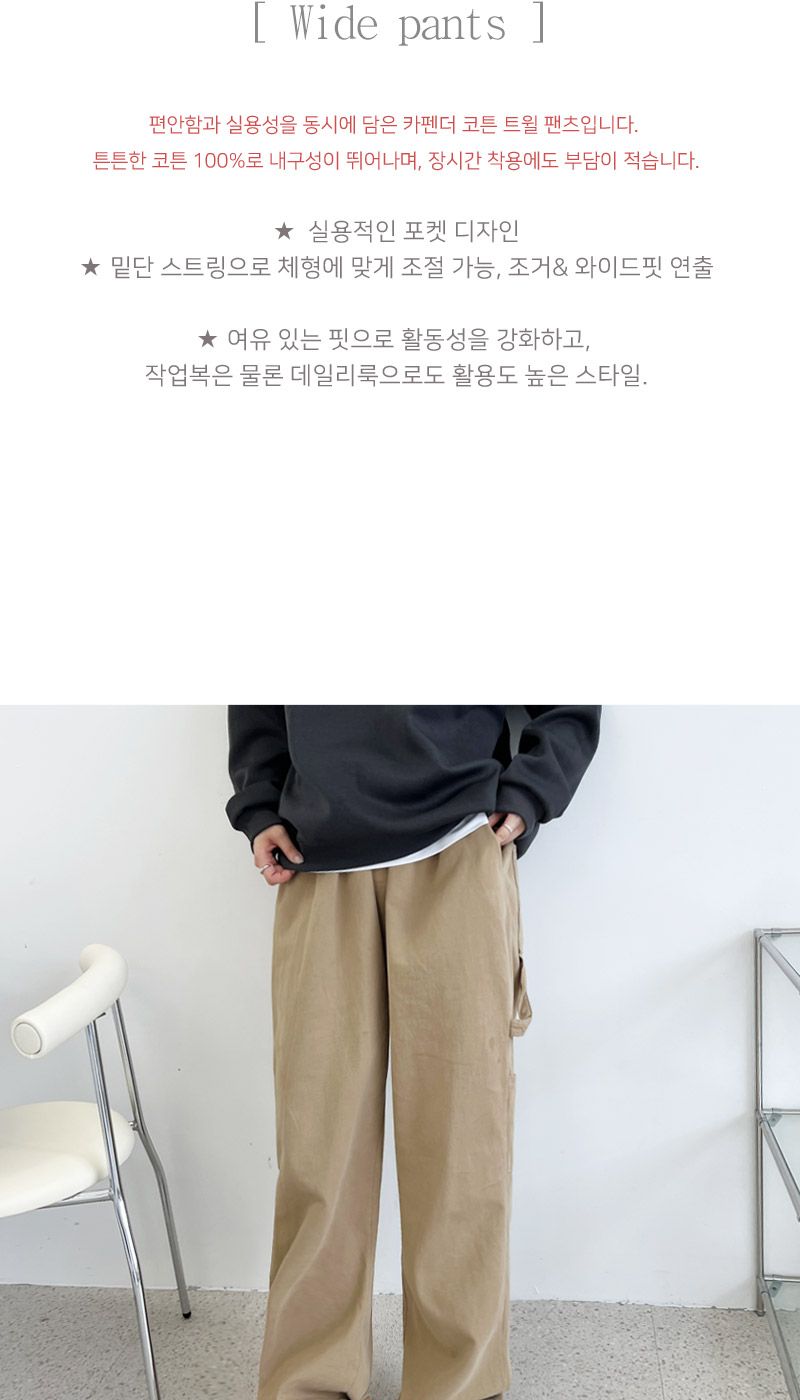 [ Wide pants ]
편안함과 실용성을 동시에 담은 카펜더 코튼 트윌 팬츠입니다.
튼튼한 코튼 100%로 내구성이 뛰어나며, 장시간 착용에도 부담이 적습니다.
★ 실용적인 포켓 디자인
★ 밑단 스트링으로 체형에 맞게 조절 가능, 조거& 와이드핏 연출
★ 여유 있는 핏으로 활동성을 강화하고,
작업복은 물론 데일리룩으로도 활용도 높은 스타일.